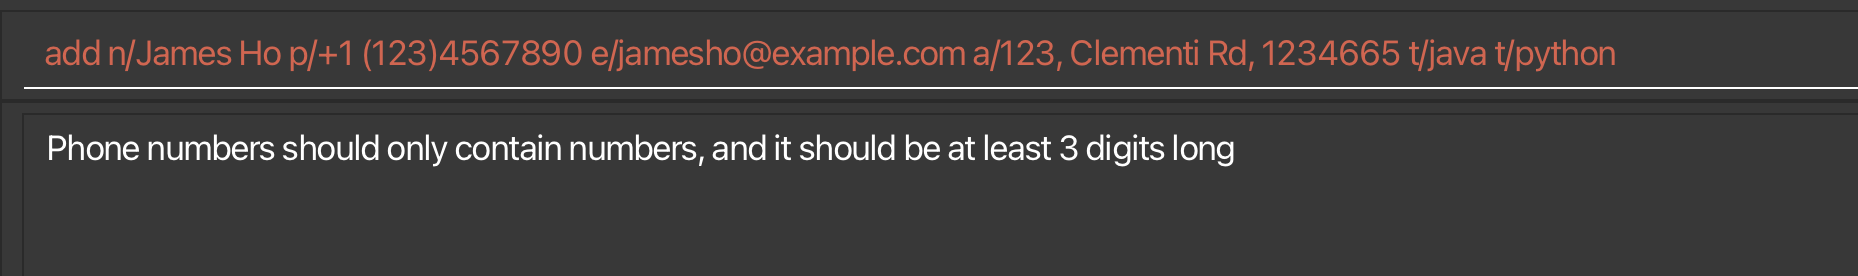 add n/James Ho p/+1 (123)4567890 e/jamesho@example.com a/123, Clementi Rd, 1234665 t/java t/python
Phone numbers should only contain numbers, and it should be at least 3 digits long